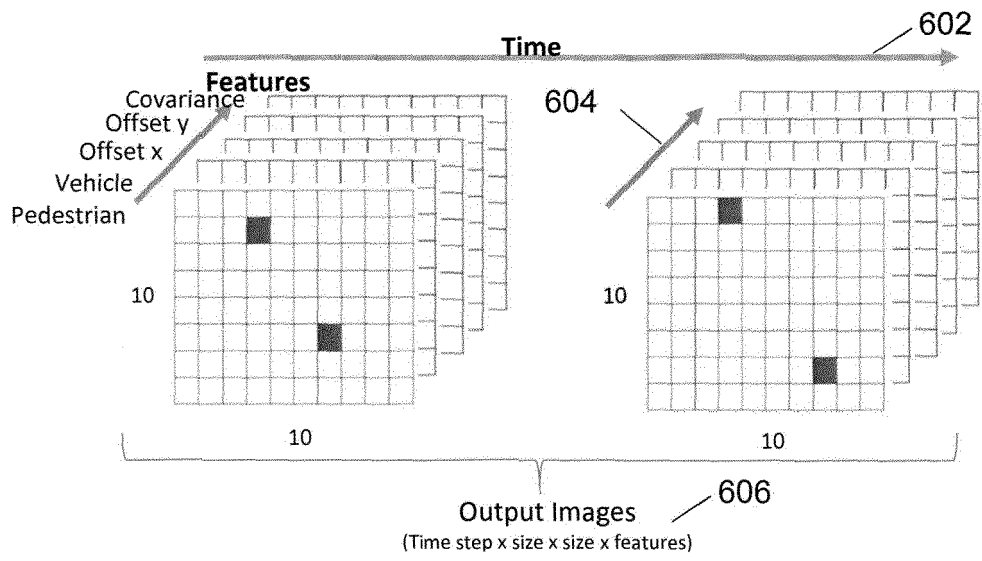 602
Time
Features
Covariance
Offset y
Offset x
Vehicle
Pedestrian
604
10
10
10
10
Output Images
606
(Time step x size x size x features)